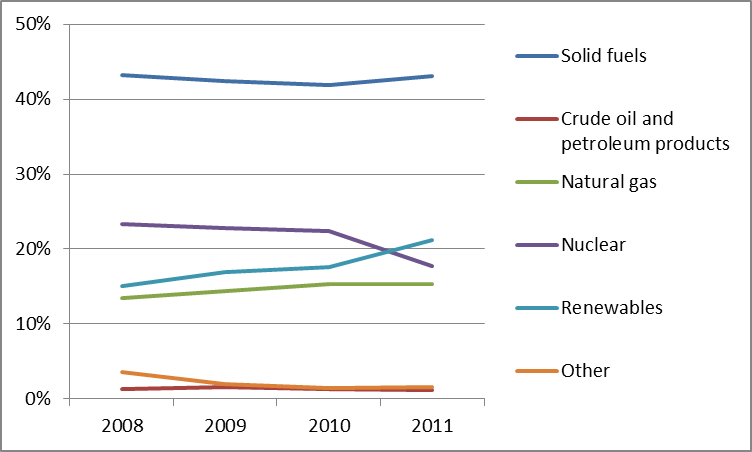 50%
40%
30%
20%
10%
0%
2008 2009 2010 2011
Solid fuels
Crude oil and
petroleum products
Natural gas
Nuclear
Renewables
Other